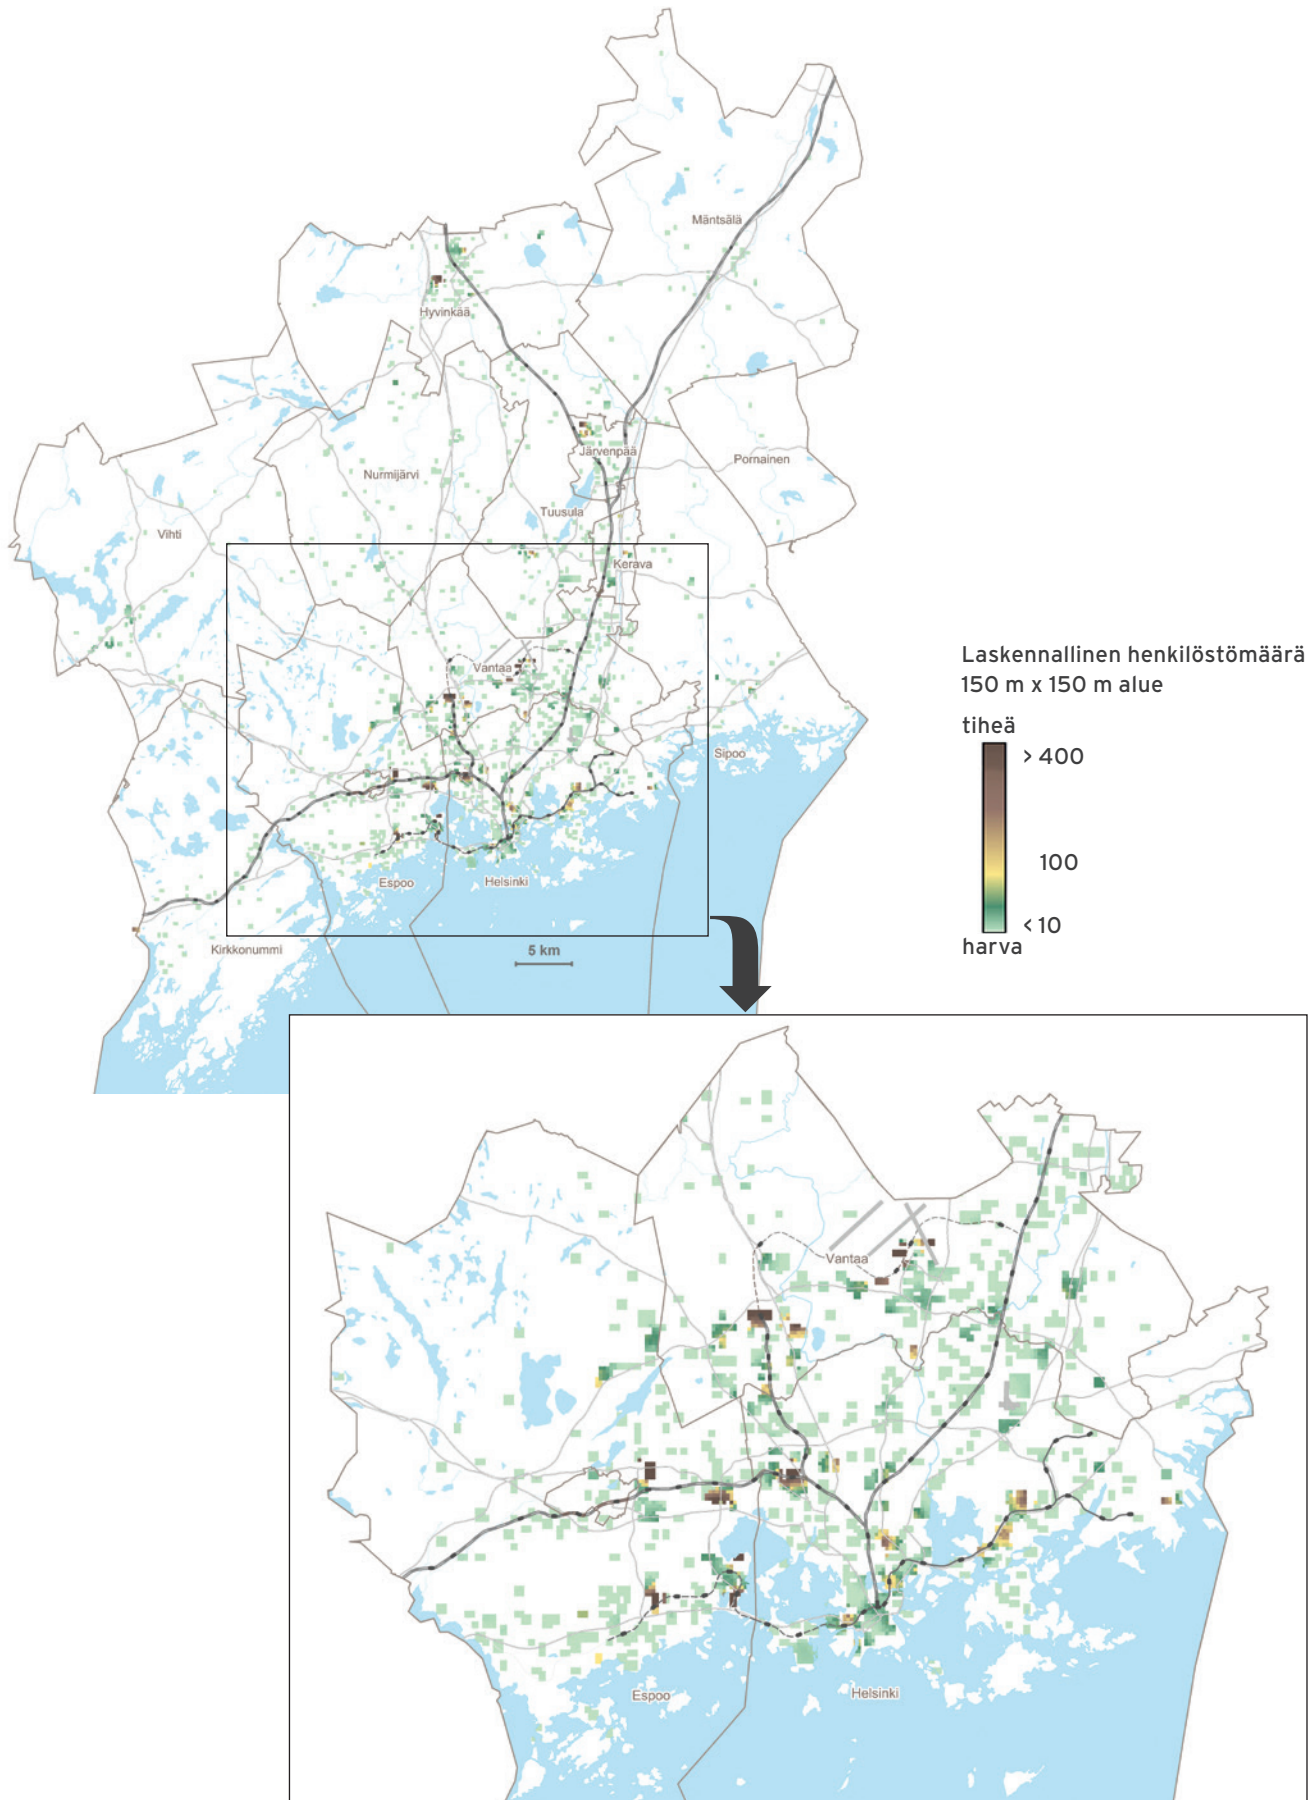 Mäntsälä
Hyvinkää
Järvenpää
Pornainen
Nurmijärvi
Tuusula
Vihti
Kerava
Vantaa
Sipoo
Espoo
Helsinki
Kirkkonummi
5 km
Laskennallinen henkilöstömäärä
150 m x 150 m alue
tiheä
> 400
100
< 10
harva
Vantaa
Espoo
Helsinki